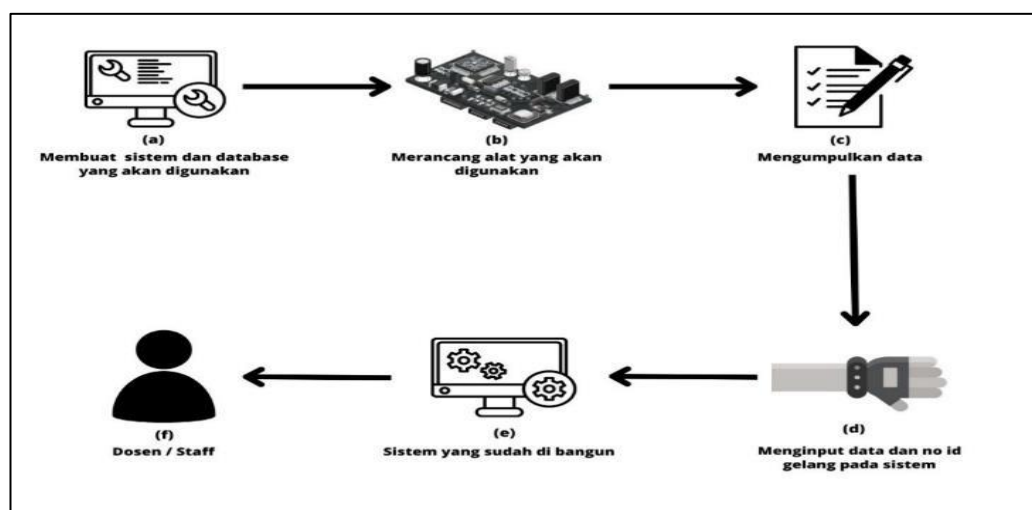 (a)
Membuat sistem dan database
yang akan digunakan
(b)
Merancang alat yang akan
digunakan
(c)
Mengumpulkan data
(f)
Dosen / Staff
(e)
Sistem yang sudah di bangun
(d)
Menginput data dan no id
gelang pada sistem